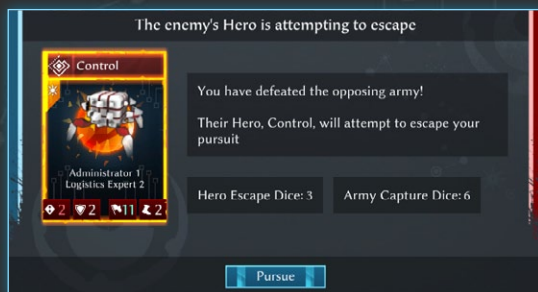 The enemy's Hero is attempting to escape
Control
You have defeated the opposing army!
Their Hero, Control, will attempt to escape your
pursuit
Administrator 1
Logistics Expert 2
2 2 11 2
Hero Escape Dice: 3
Army Capture Dice: 6
Pursue